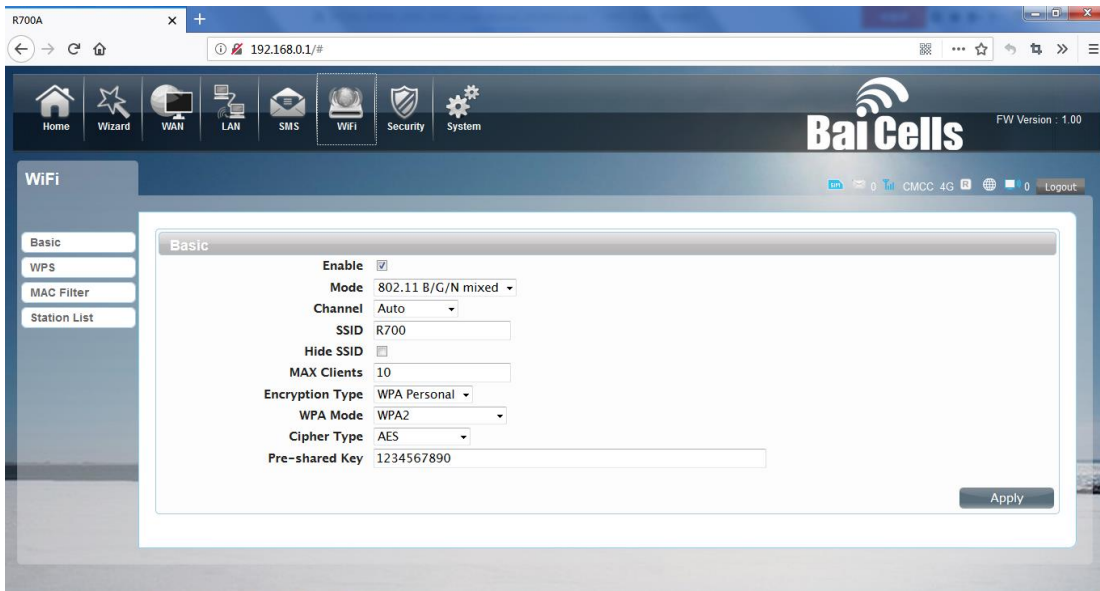 R700A
192.168.0.1/#
Home Wizard WAN LAN SMS WiFi Security System
BaiCells
FW Version : 1.00
WiFi
0 CMCC 4G R 0 Logout
Basic
WPS
MAC Filter
Station List
Basic
Enable
Mode 802.11 B/G/N mixed
Channel Auto
SSID R700
Hide SSID
MAX Clients 10
Encryption Type WPA Personal
WPA Mode WPA2
Cipher Type AES
Pre-shared Key 1234567890
Apply